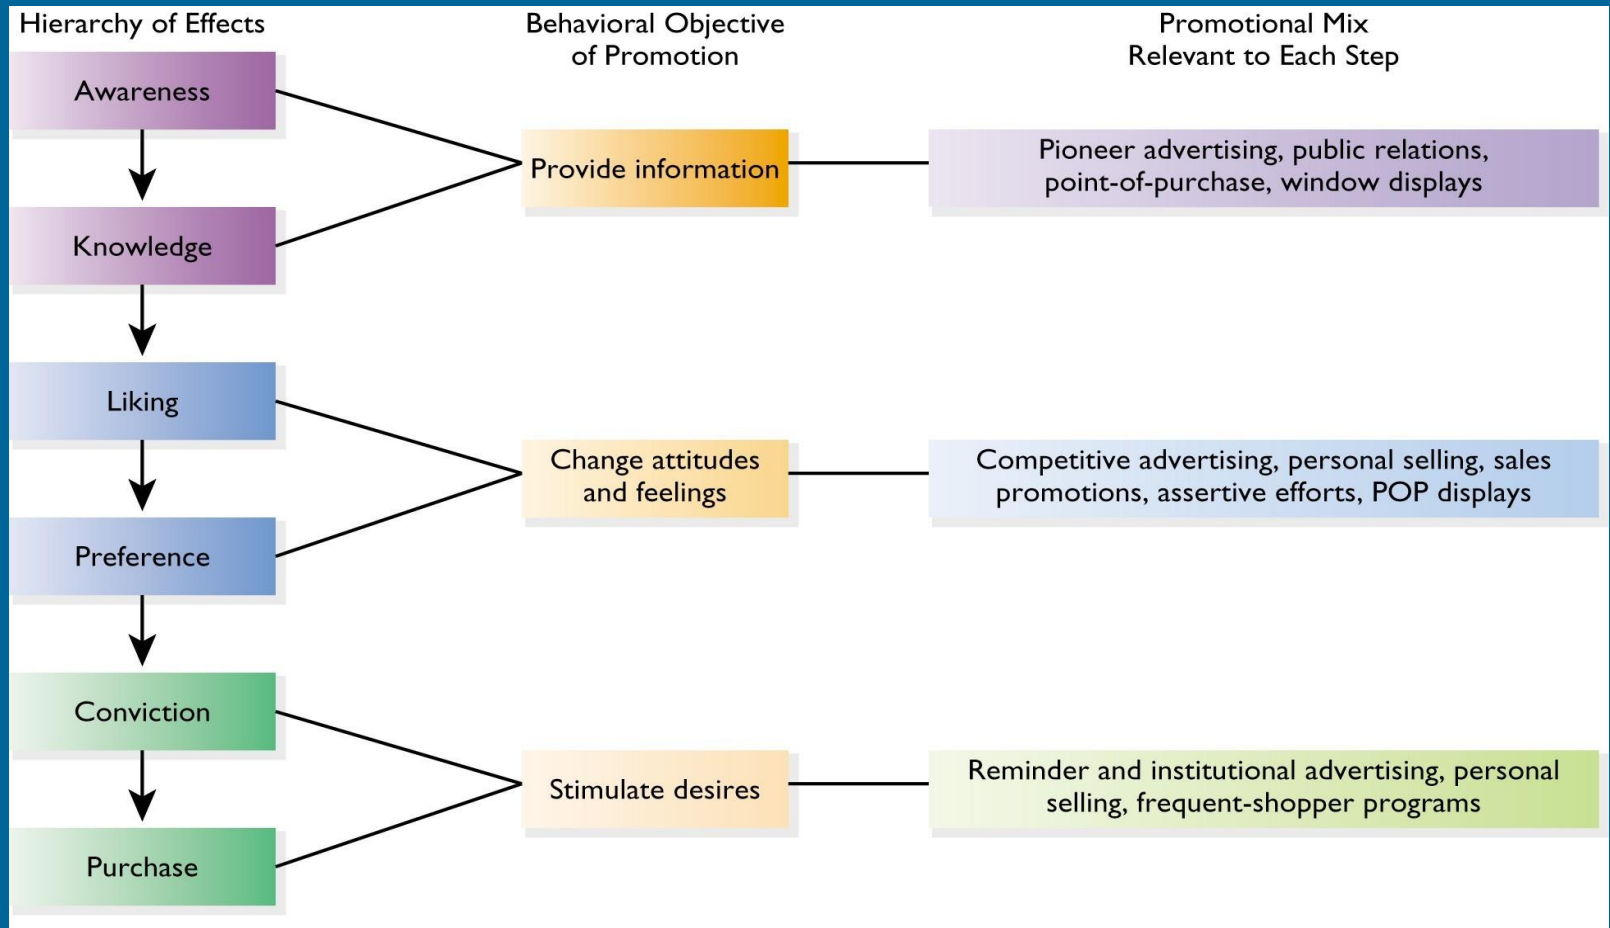 Hierarchy of Effects
Behavioral Objective
of Promotion
Promotional Mix
Relevant to Each Step
Awareness
Knowledge
Provide information
Pioneer advertising, public relations,
point-of-purchase, window displays
Liking
Preference
Change attitudes
and feelings
Competitive advertising, personal selling, sales
promotions, assertive efforts, POP displays
Conviction
Purchase
Stimulate desires
Reminder and institutional advertising, personal
selling, frequent-shopper programs